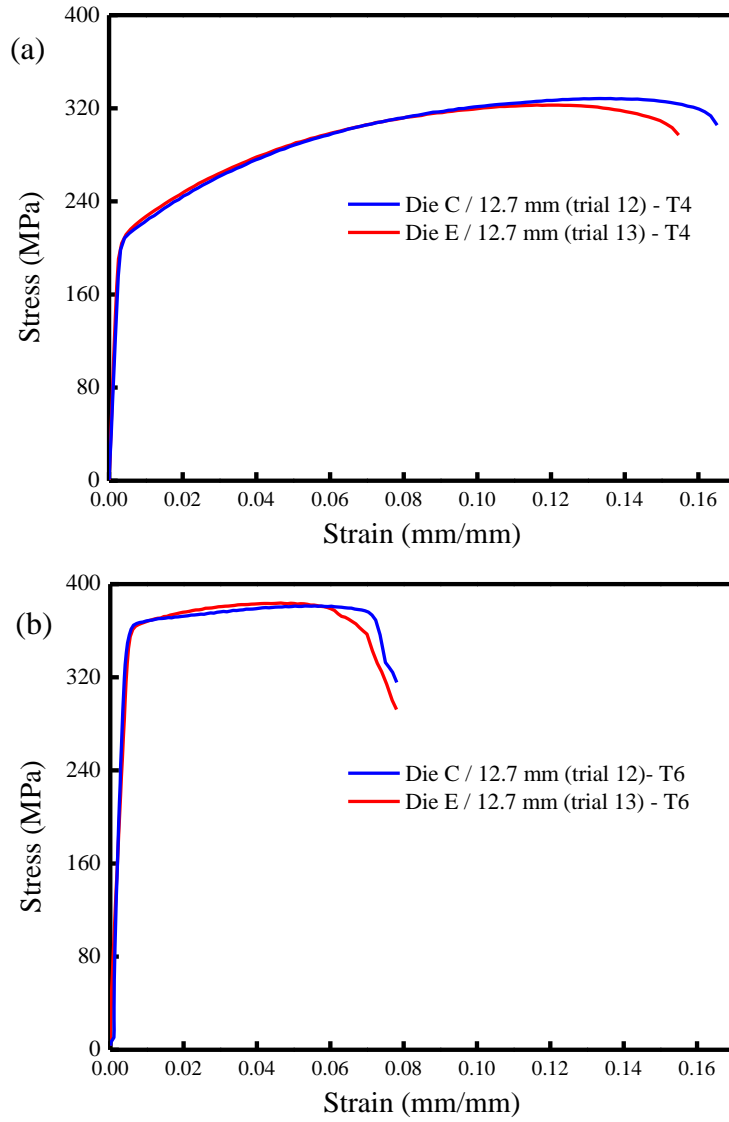 (a)
400
320
240
160
80
0
Stress (MPa)
Die C / 12.7 mm (trial 12) - T4
Die E / 12.7 mm (trial 13) - T4
0.00 0.02 0.04 0.06 0.08 0.10 0.12 0.14 0.16
Strain (mm/mm)
(b)
400
320
240
160
80
0
Stress (MPa)
Die C / 12.7 mm (trial 12)- T6
Die E / 12.7 mm (trial 13) - T6
0.00 0.02 0.04 0.06 0.08 0.10 0.12 0.14 0.16
Strain (mm/mm)